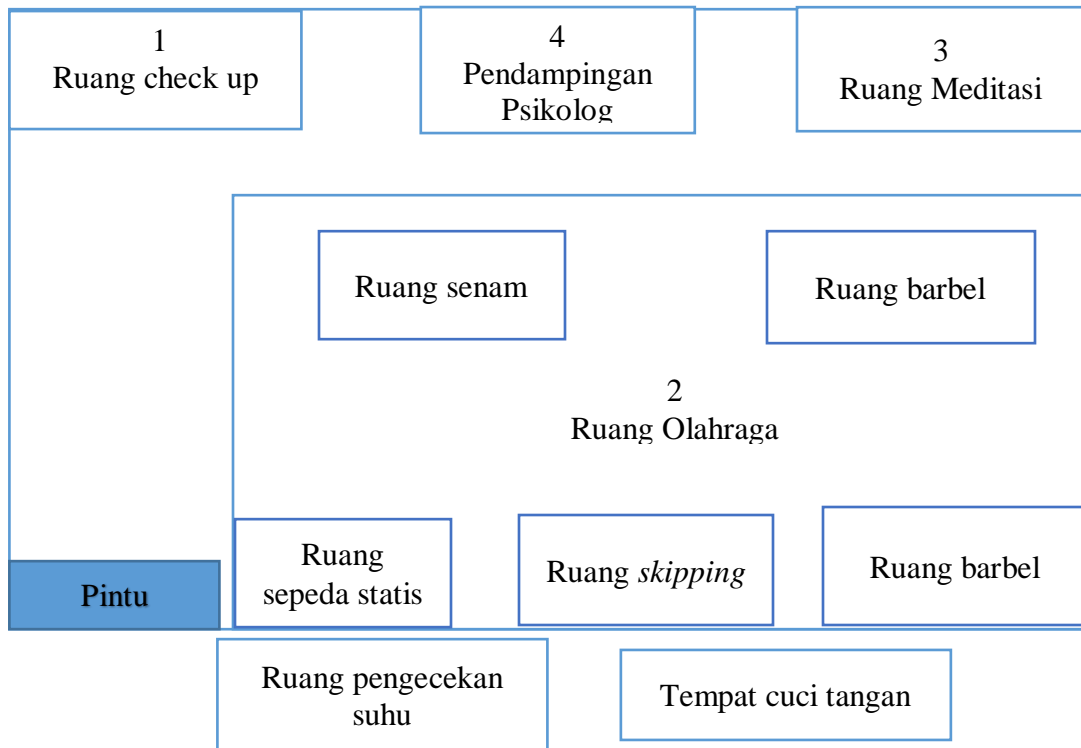 1
Ruang check up
4
Pendampingan
Psikolog
3
Ruang Meditasi
Ruang senam
Ruang barbel
2
Ruang Olahraga
Ruang
sepeda statis
Ruang skipping
Ruang barbel
Pintu
Ruang pengecekan
suhu
Tempat cuci tangan